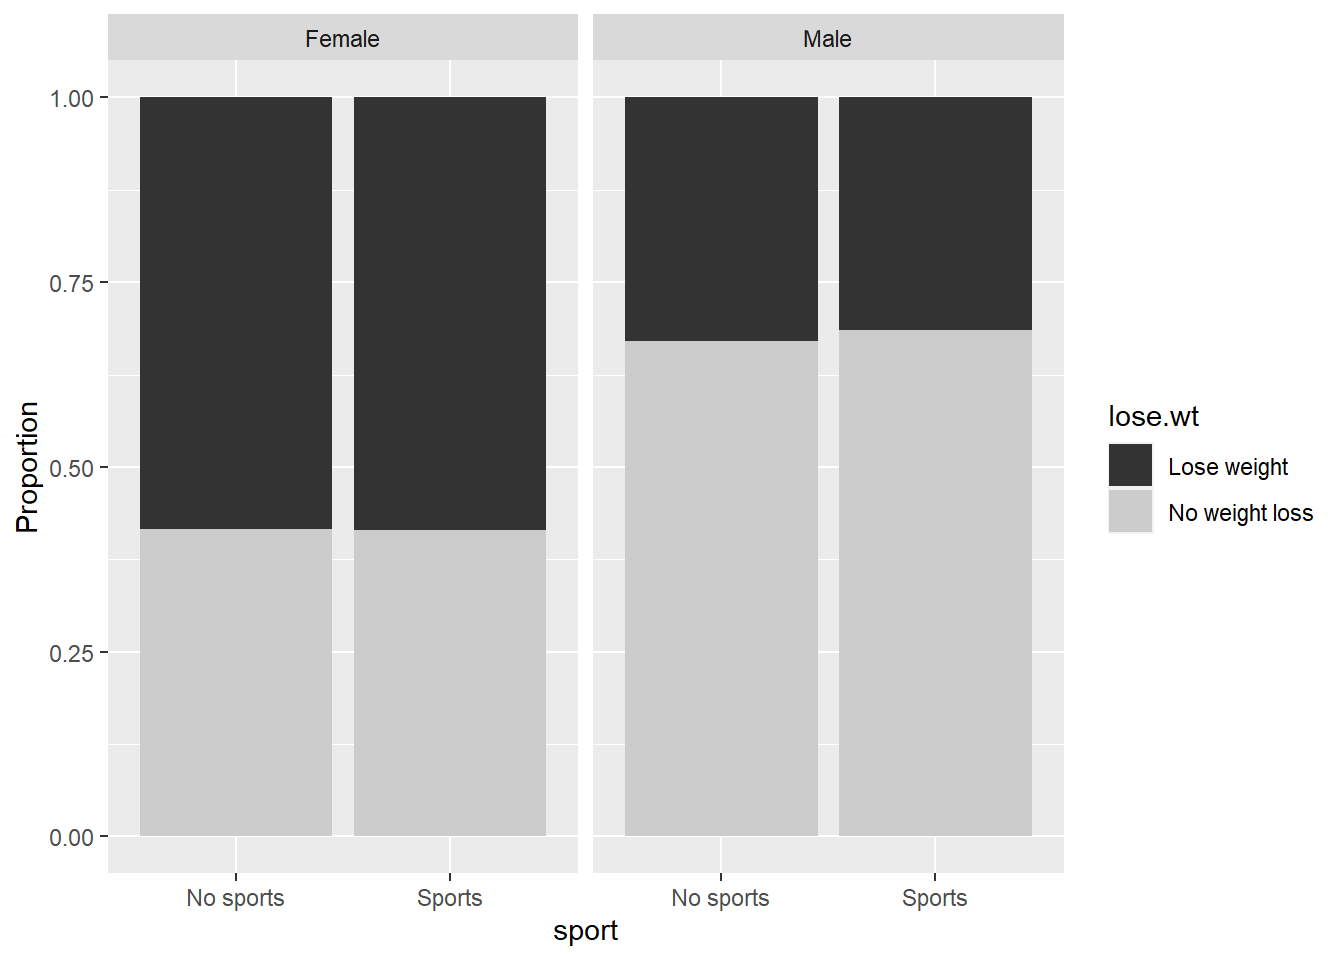 Female
Male
1.00
0.75
0.50
0.25
0.00
Proportion
No sports
Sports
No sports
Sports
sport
lose.wt
Lose weight
No weight loss